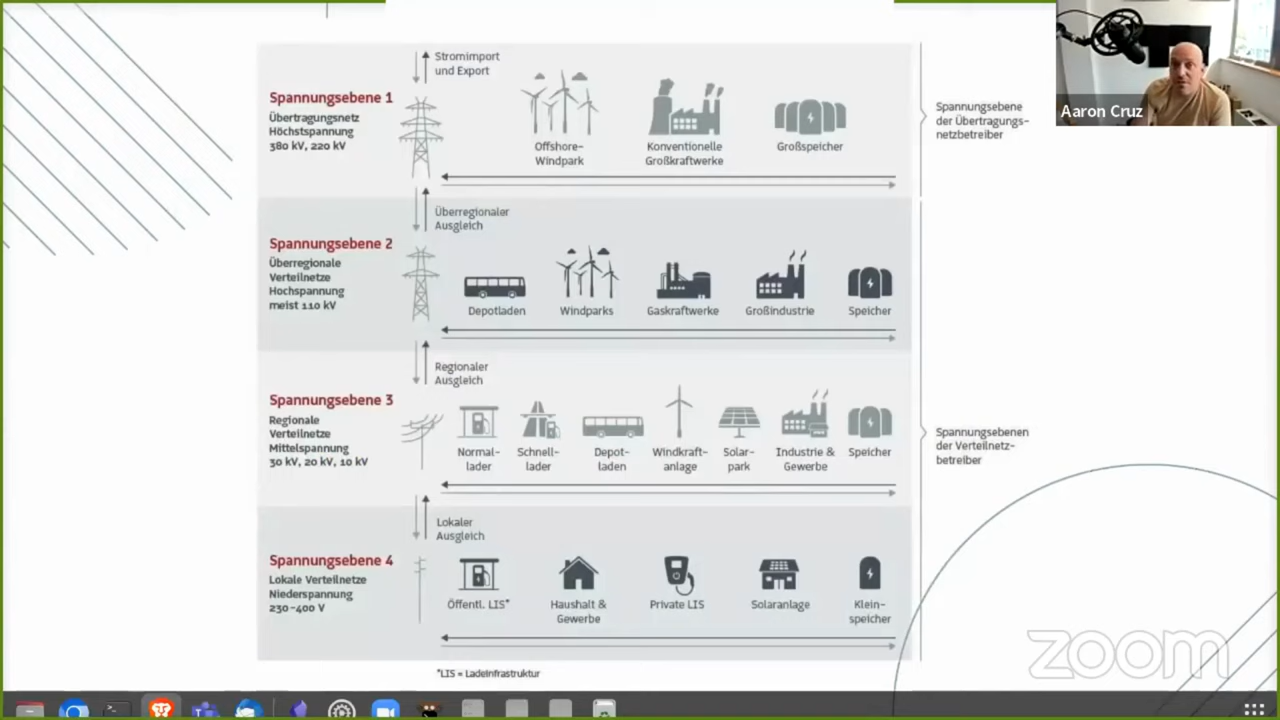 Stromimport
und Export
Spannungsebene 1
Übertragungsnetz
Höchstspannung
380 kV, 220 kV
Offshore-
Windpark
Konventionelle
Großkraftwerke
Großspeicher
Spannungsebene
der Übertragungs-
netzbetreiber
Aaron Cruz
Überregionaler
Ausgleich
Spannungsebene 2
Überregionale
Verteilnetze
Hochspannung
meist 110 kV
Depotladen
Windparks
Gaskraftwerke
Großindustrie
Speicher
Regionaler
Ausgleich
Spannungsebene 3
Regionale
Verteilnetze
Mittelspannung
30 kV, 20 kV, 10 kV
Normal-
lader
Schnell-
lader
Depot-
laden
Windkraft-
anlage
Solar-
park
Industrie &
Gewerbe
Speicher
Spannungsebenen
der Verteilnetz-
betreiber
Lokaler
Ausgleich
Spannungsebene 4
Lokale Verteilnetze
Niederspannung
230–400 V
Öffentl. LIS*
Haushalt &
Gewerbe
Private LIS
Solaranlage
Klein-
speicher
*LIS = Ladeinfrastruktur
zoom